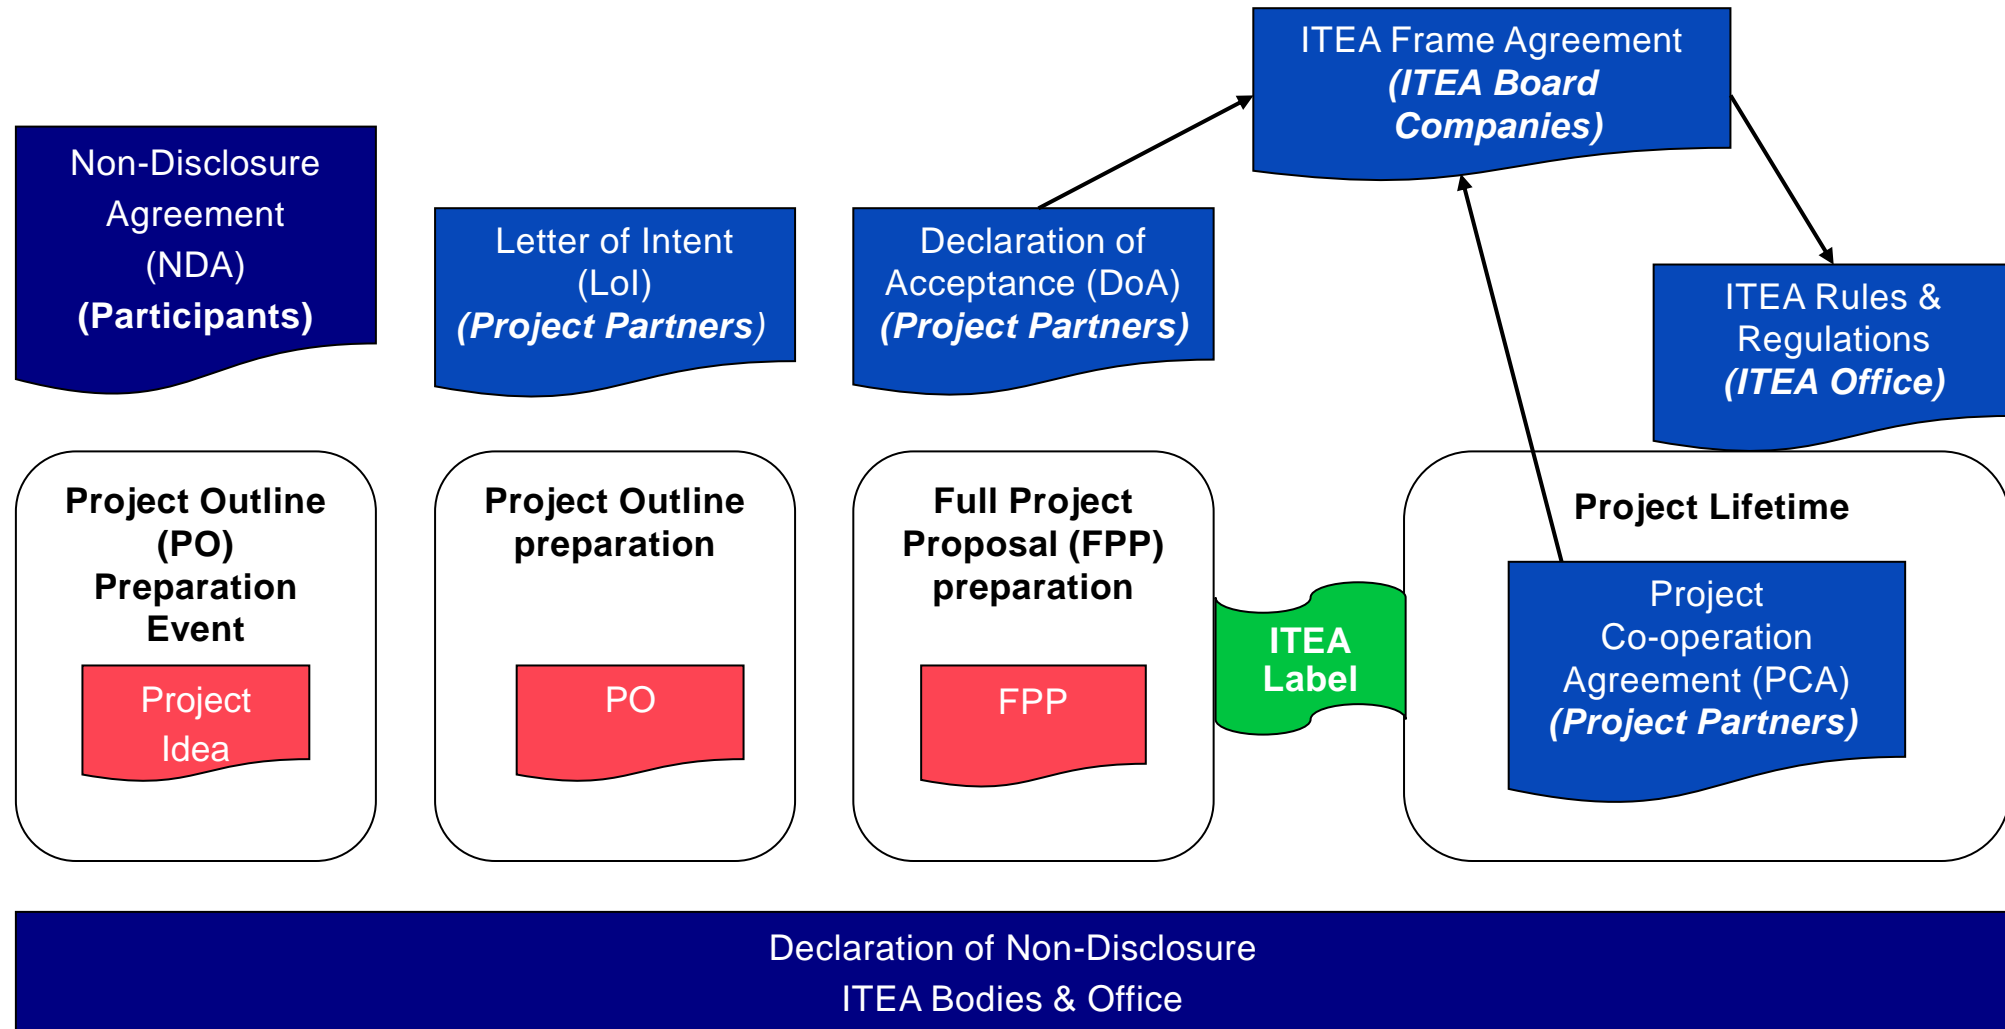 ITEA Frame Agreement
(ITEA Board
Companies)
Non-Disclosure
Agreement
(NDA)
(Participants)
Letter of Intent
(LoI)
(Project Partners)
Declaration of
Acceptance (DoA)
(Project Partners)
ITEA Rules &
Regulations
(ITEA Office)
Project Outline
(PO)
Preparation
Event
Project
Idea
Project Outline
preparation
PO
Full Project
Proposal (FPP)
preparation
FPP
ITEA
Label
Project Lifetime
Project
Co-operation
Agreement (PCA)
(Project Partners)
Declaration of Non-Disclosure
ITEA Bodies & Office